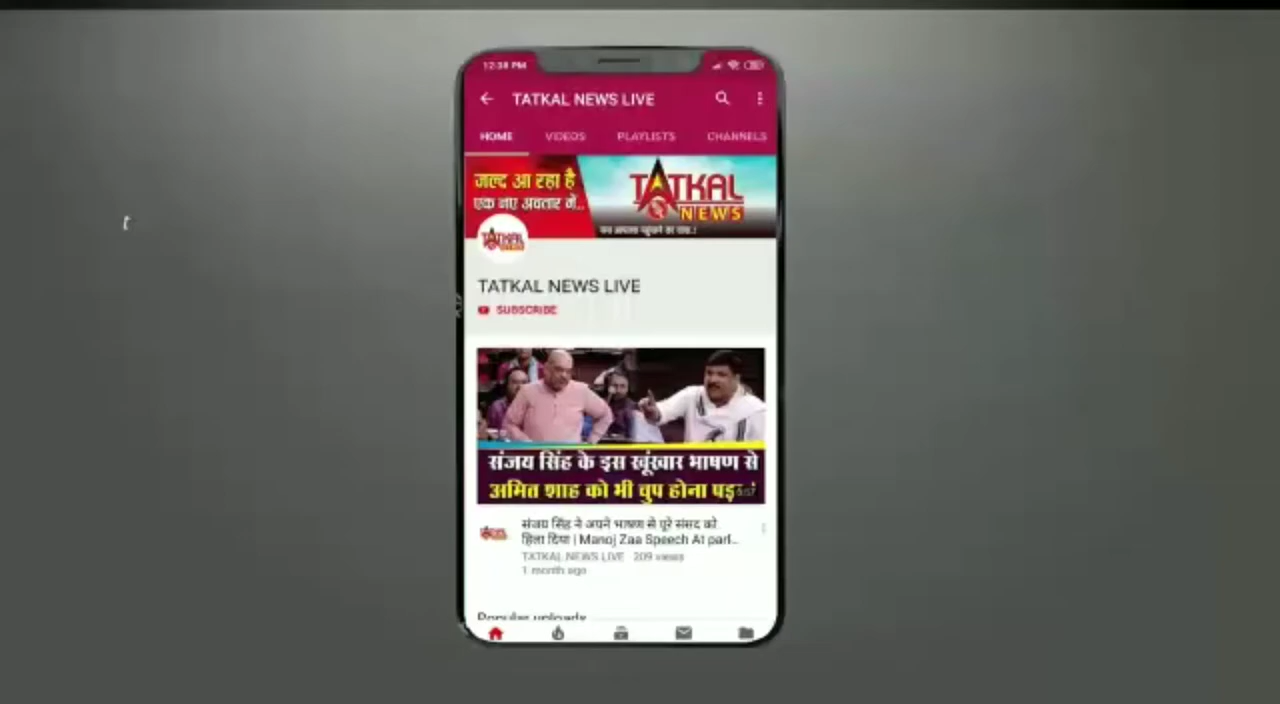 t
12:38 PM
TATKAL NEWS LIVE
HOME VIDEOS PLAYLISTS CHANNELS
जल्द आ रहा है
एक नए अवतार में..
TATKAL
NEWS
TATKAL
TATKAL NEWS LIVE
SUBSCRIBE
संजय सिंह के इस खूंखार भाषण से
अमित शाह को भी चुप होना पड़
संजय सिंह ने अपने भाषण से पूरे संसद को
हिला दिया | Manoj Zaa Speech At parl...
TATKAL NEWS LIVE 209 views
1 month ago
Popular uploads